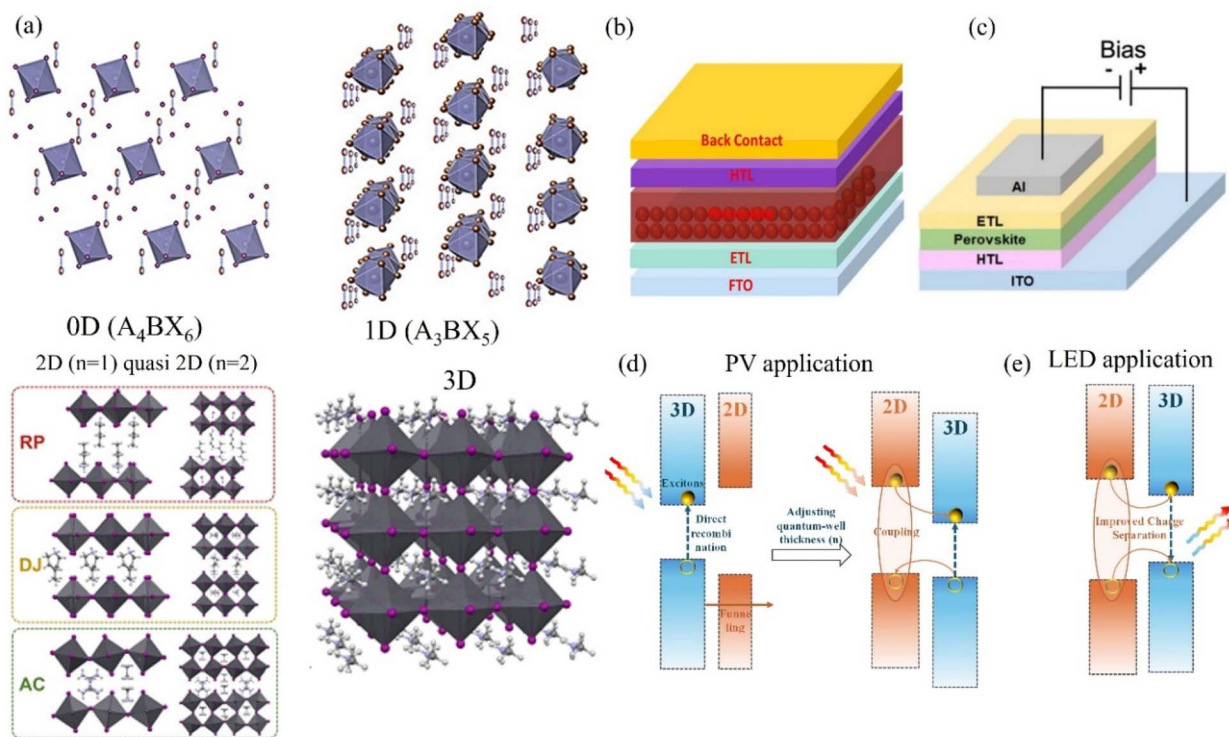 (a)
0D (A₄BX₆)
1D (A₃BX₅)
2D (n=1) quasi 2D (n=2)
RP
DJ
AC
3D
(b)
Back Contact
HTL
ETL
FTO
(c)
Bias
- +
Al
ETL
Perovskite
HTL
ITO
(d)
PV application
3D
2D
Excitons
Direct
recombi
nation
Funne
ling
Adjusting
quantum-well
thickness (n)
2D
3D
Coupling
(e)
LED application
2D
3D
Improved Charge
Separation